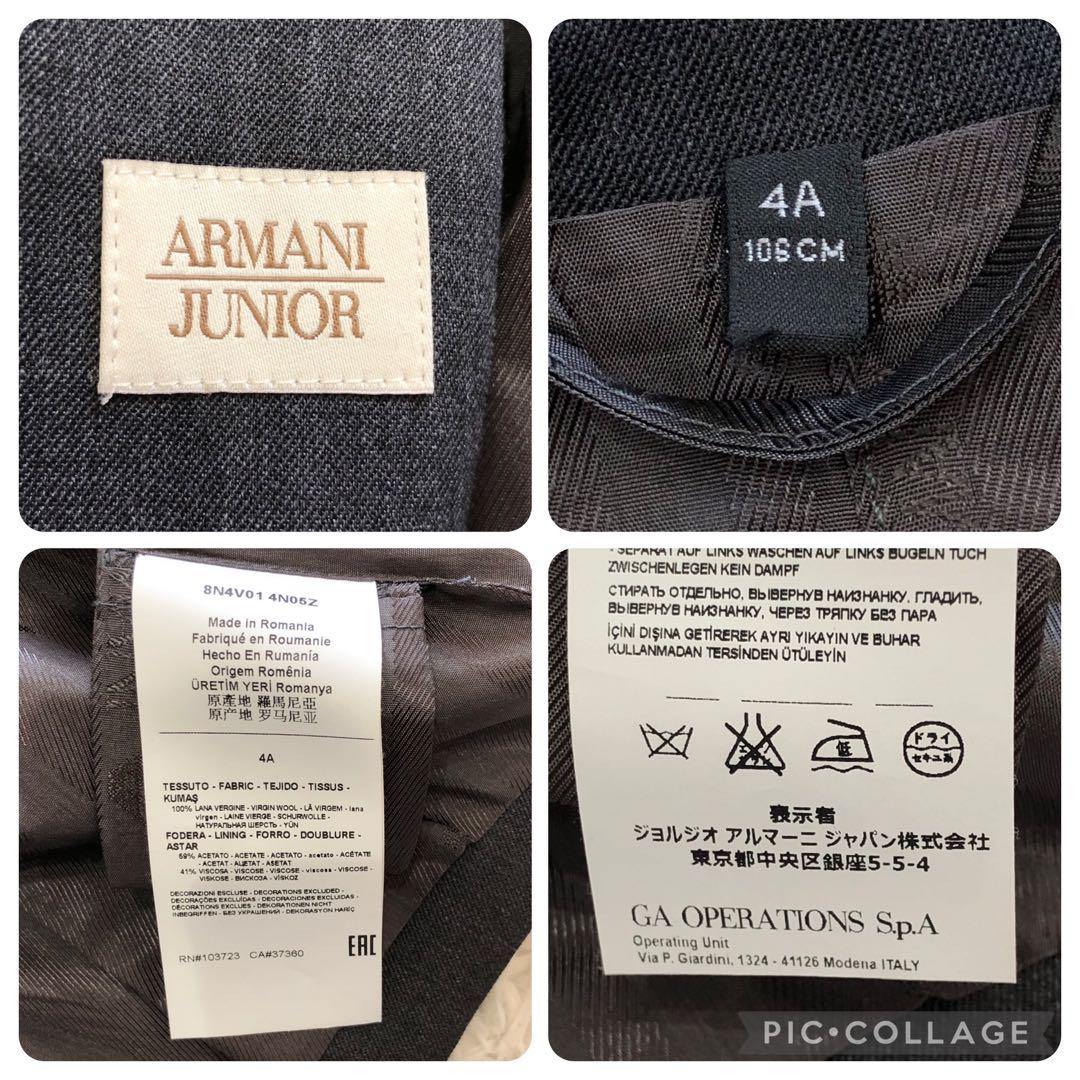 ARMANI
JUNIOR
4A
106 CM
8N4V01 4N05Z
Made in Romania
Fabriqué en Roumanie
Hecho En Rumanía
Origem Romênia
ÜRETİM YERİ Romanya
原產地 羅馬尼亞
原产地 罗马尼亚
4A
TESSUTO - FABRIC - TEJIDO - TISSUS -
KUMAŞ
100% LANA VERGINE - VIRGIN WOOL - LÃ VIRGEM - lana
virgen - LAINE VIERGE - SCHURWOLLE -
НАТУРАЛЬНАЯ ШЕРСТЬ - YÜN
FODERA - LINING - FORRO - DOUBLURE -
ASTAR
59% ACETATO - ACETATE - ACETATO - acetato - ACÉTATE
- ACETAT - АЦЕТАТ - ASETAT
41% VISCOSA - VISCOSE - VISCOSE - viscosa - VISCOSE -
VISKOSE - ВИСКОЗА - VİSKOZ
DECORAZIONI ESCLUSE - DECORATIONS EXCLUDED -
DECORAÇÕES EXCLUÍDAS - DECORACIONES EXCLUIDAS -
DÉCORATIONS EXCLUES - DEKORATIONEN NICHT
INBEGRIFFEN - БЕЗ УКРАШЕНИЙ - DEKORASYON HARİÇ
EAC
RN#103723 CA#37360
- SEPARAT AUF LINKS WASCHEN AUF LINKS BÜGELN TUCH
ZWISCHENLEGEN KEIN DAMPF
СТИРАТЬ ОТДЕЛЬНО, ВЫВЕРНУВ НАИЗНАНКУ. ГЛАДИТЬ,
ВЫВЕРНУВ НАИЗНАНКУ, ЧЕРЕЗ ТРЯПКУ БЕЗ ПАРА
İÇİNİ DIŞINA GETİREREK AYRI YIKAYIN VE BUHAR
KULLANMADAN TERSİNDEN ÜTÜLEYİN
低
ドライ
セキユ系
表示者
ジョルジオ アルマーニ ジャパン株式会社
東京都中央区銀座5-5-4
GA OPERATIONS S.p.A
Operating Unit
Via P. Giardini, 1324 - 41126 Modena ITALY
PIC•COLLAGE